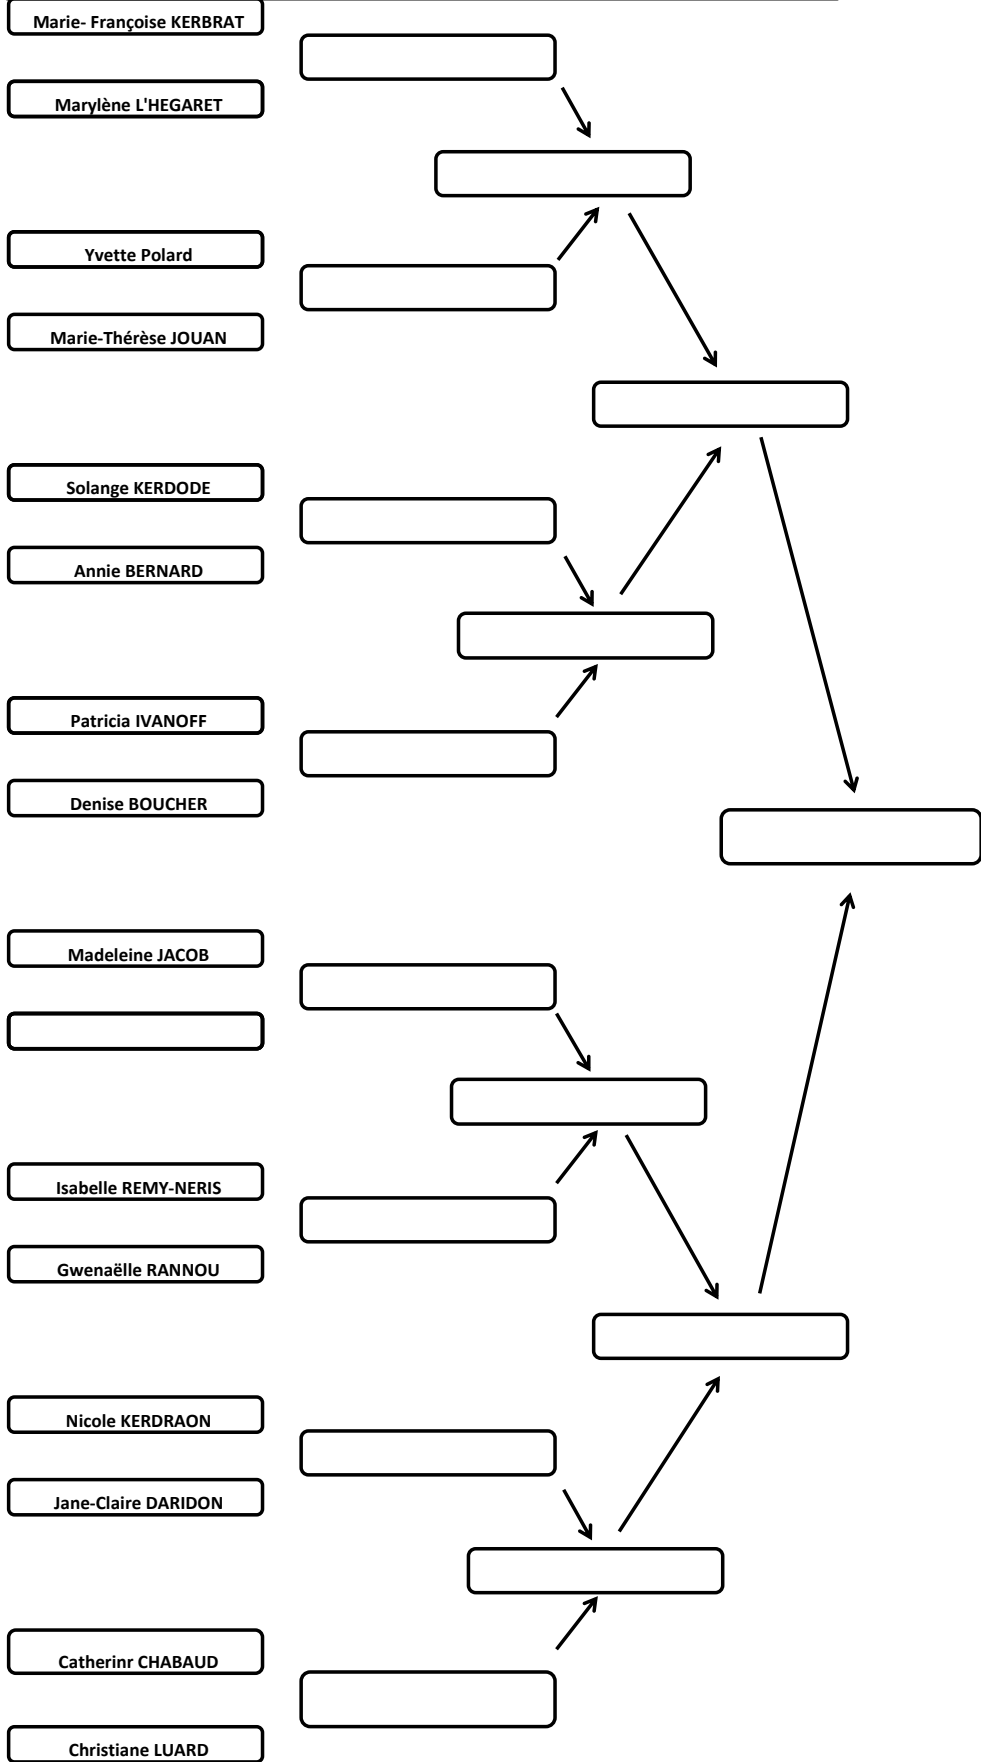 Marie- Françoise KERBRAT
Marylène L'HEGARET
Yvette Polard
Marie-Thérèse JOUAN
Solange KERDODE
Annie BERNARD
Patricia IVANOFF
Denise BOUCHER
Madeleine JACOB
Isabelle REMY-NERIS
Gwenaëlle RANNOU
Nicole KERDRAON
Jane-Claire DARIDON
Catherinr CHABAUD
Christiane LUARD